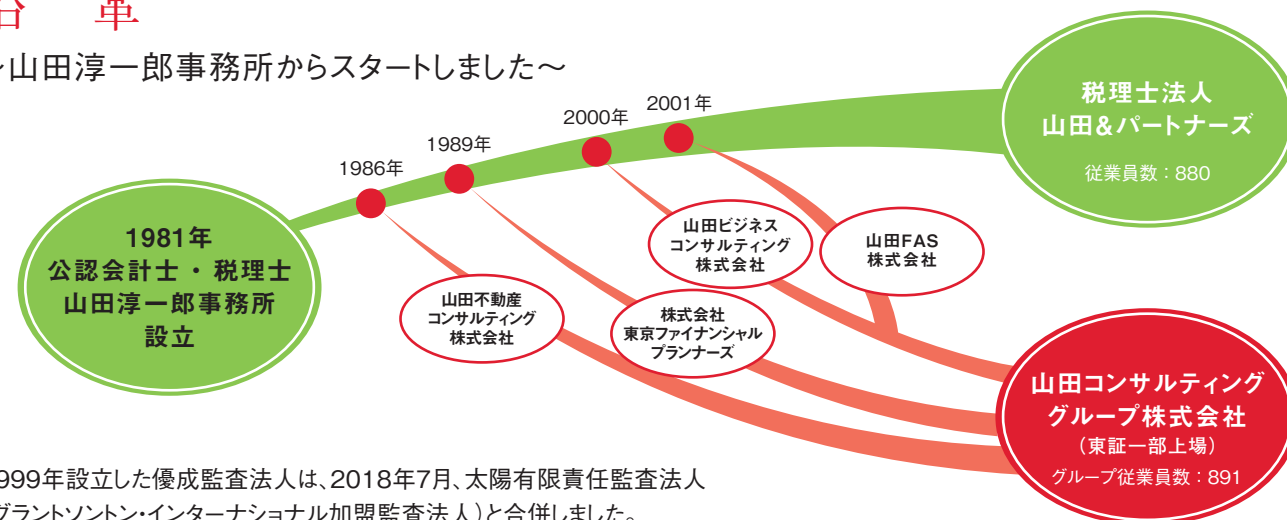 沿 革
～山田淳一郎事務所からスタートしました～
1986年
1989年
2000年
2001年
1981年
公認会計士・税理士
山田淳一郎事務所
設立
山田不動産
コンサルティング
株式会社
株式会社
東京ファイナンシャル
プランナーズ
山田ビジネス
コンサルティング
株式会社
山田FAS
株式会社
税理士法人
山田&パートナーズ
従業員数：880
山田コンサルティング
グループ株式会社
（東証一部上場）
グループ従業員数：891
999年設立した優成監査法人は、2018年7月、太陽有限責任監査法人
グラントソントン・インターナショナル加盟監査法人）と合併しました。